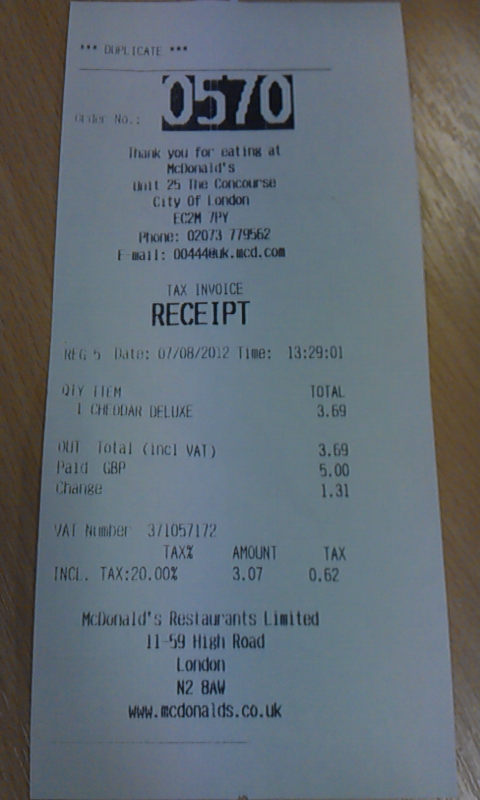 *** DUPLICATE ***
Order No.: 0570
Thank you for eating at
McDonald's
Unit 25 The Concourse
City Of London
EC2M 7PY
Phone: 02073 779562
E-mail: 00444@uk.mcd.com
TAX INVOICE
RECEIPT
REG 5 Date: 07/08/2012 Time: 13:29:01
QTY ITEM TOTAL
1 CHEDDAR DELUXE 3.69
OUT Total (incl VAT) 3.69
Paid GBP 5.00
Change 1.31
VAT Number 371057172
TAX% AMOUNT TAX
INCL. TAX:20.00% 3.07 0.62
McDonald's Restaurants Limited
11-59 High Road
London
N2 8AW
www.mcdonalds.co.uk